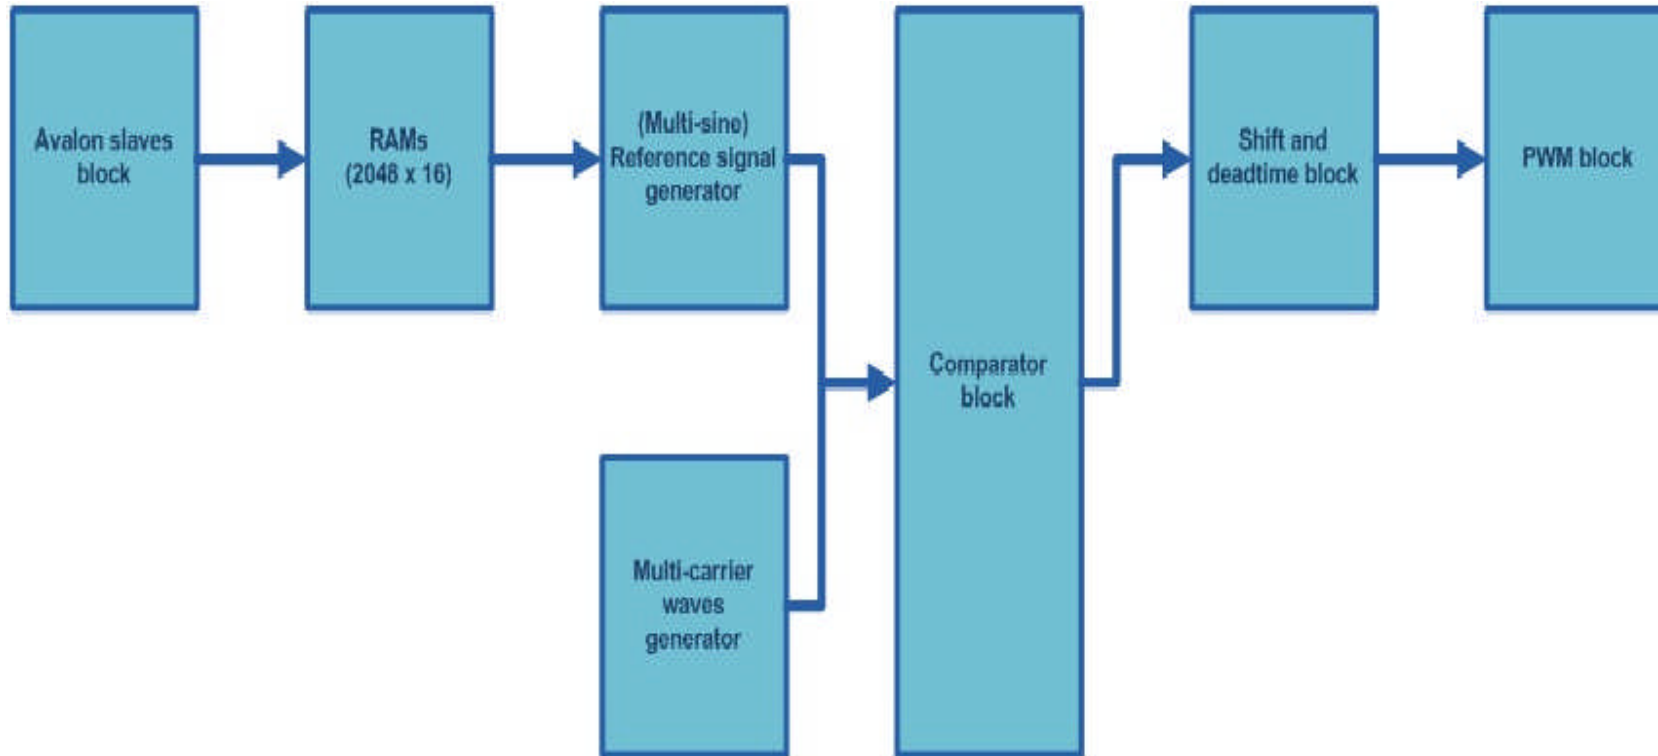 Avalon slaves
block
RAMs
(2048 x 16)
(Multi-sine)
Reference signal
generator
Multi-carrier
waves
generator
Comparator
block
Shift and
deadtime block
PWM block